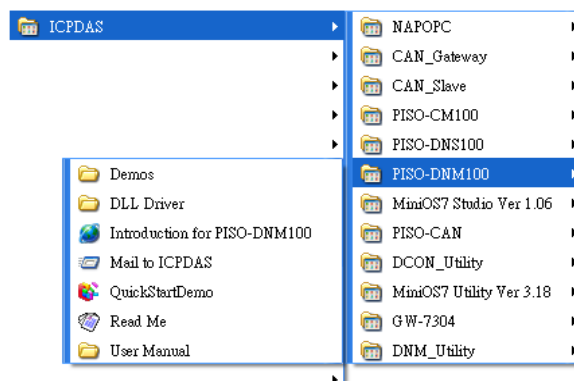 ICPDAS
NAPOPC
CAN_Gateway
CAN_Slave
PISO-CM100
PISO-DNS100
PISO-DNM100
MiniOS7 Studio Ver 1.06
PISO-CAN
DCON_Utility
MiniOS7 Utility Ver 3.18
GW-7304
DNM_Utility
Demos
DLL Driver
Introduction for PISO-DNM100
Mail to ICPDAS
QuickStartDemo
Read Me
User Manual